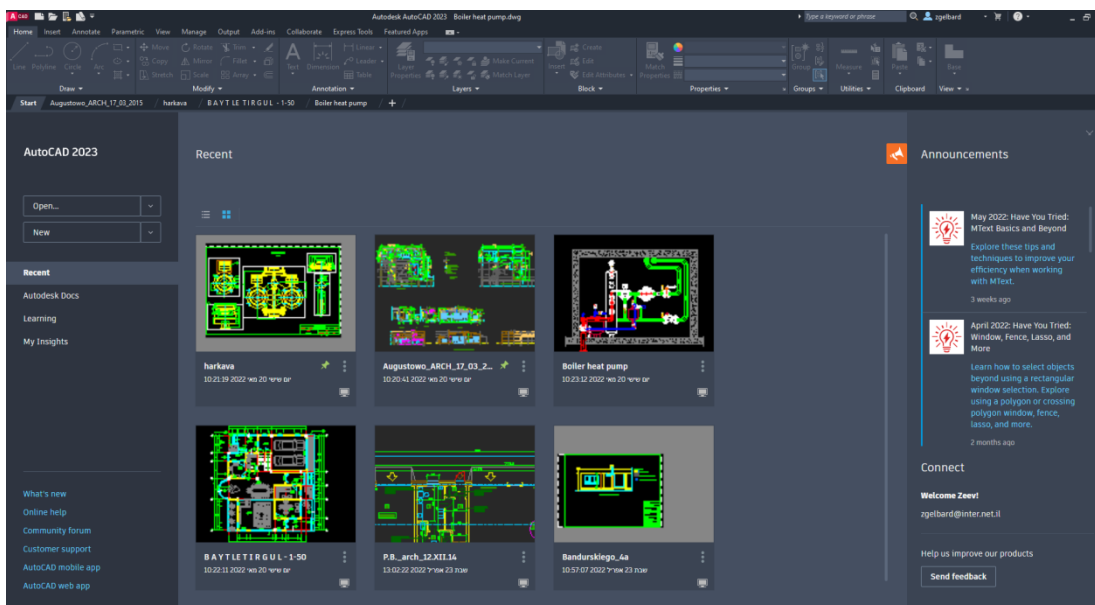 A CAD
Autodesk AutoCAD 2023 Boiler heat pump.dwg
Type a keyword or phrase
zgelbard
Home Insert Annotate Parametric View Manage Output Add-ins Collaborate Express Tools Featured Apps
Line Polyline Circle Arc
Move Rotate Trim
Copy Mirror Fillet
Stretch Scale Array
Text Dimension
Linear
Leader
Table
Layer Properties
Make Current
Match Layer
Insert
Create
Edit
Edit Attributes
Match Properties
Group
Measure
Paste
Base
Draw Modify Annotation Layers Block Properties Groups Utilities Clipboard View
Start Augustowo_ARCH_17_03_2015 harkava B A Y T L E T I R G U L - 1-50 Boiler heat pump
AutoCAD 2023
Open...
New
Recent
Autodesk Docs
Learning
My Insights
What's new
Online help
Community forum
Customer support
AutoCAD mobile app
AutoCAD web app
Recent
harkava
יום שישי 20 מאי 2022 10:21:19
Augustowo_ARCH_17_03_2...
יום שישי 20 מאי 2022 10:20:41
Boiler heat pump
יום שישי 20 מאי 2022 10:23:12
B A Y T L E T I R G U L - 1-50
יום שישי 20 מאי 2022 10:22:11
P.B._arch_12.XII.14
שבת 23 אפריל 2022 13:02:22
Bandurskiego_4a
שבת 23 אפריל 2022 10:57:07
Announcements
May 2022: Have You Tried:
MText Basics and Beyond
Explore these tips and
techniques to improve your
efficiency when working
with MText.
3 weeks ago
April 2022: Have You Tried:
Window, Fence, Lasso, and
More
Learn how to select objects
beyond using a rectangular
window selection. Explore
using a polygon or crossing
polygon window, fence,
lasso, and more.
2 months ago
Connect
Welcome Zeev!
zgelbard@inter.net.il
Help us improve our products
Send feedback